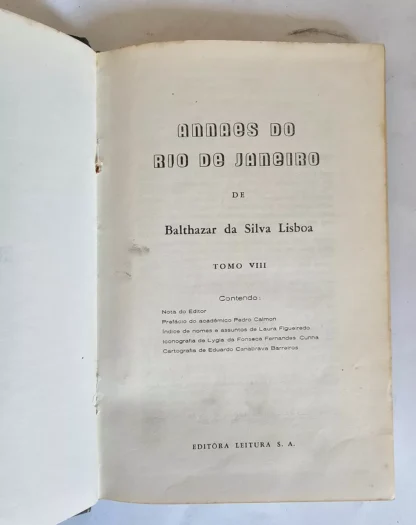 ANNAES DO
RIO DE JANEIRO
DE
Balthazar da Silva Lisboa
TOMO VIII
Contendo:
Nota do Editor
Prefácio do acadêmico Pedro Calmon
Índice de nomes e assuntos de Laura Figueiredo
Iconografia de Lygia da Fonseca Fernandes Cunha
Cartografia de Eduardo Canabrava Barreiros
EDITÔRA LEITURA S. A.